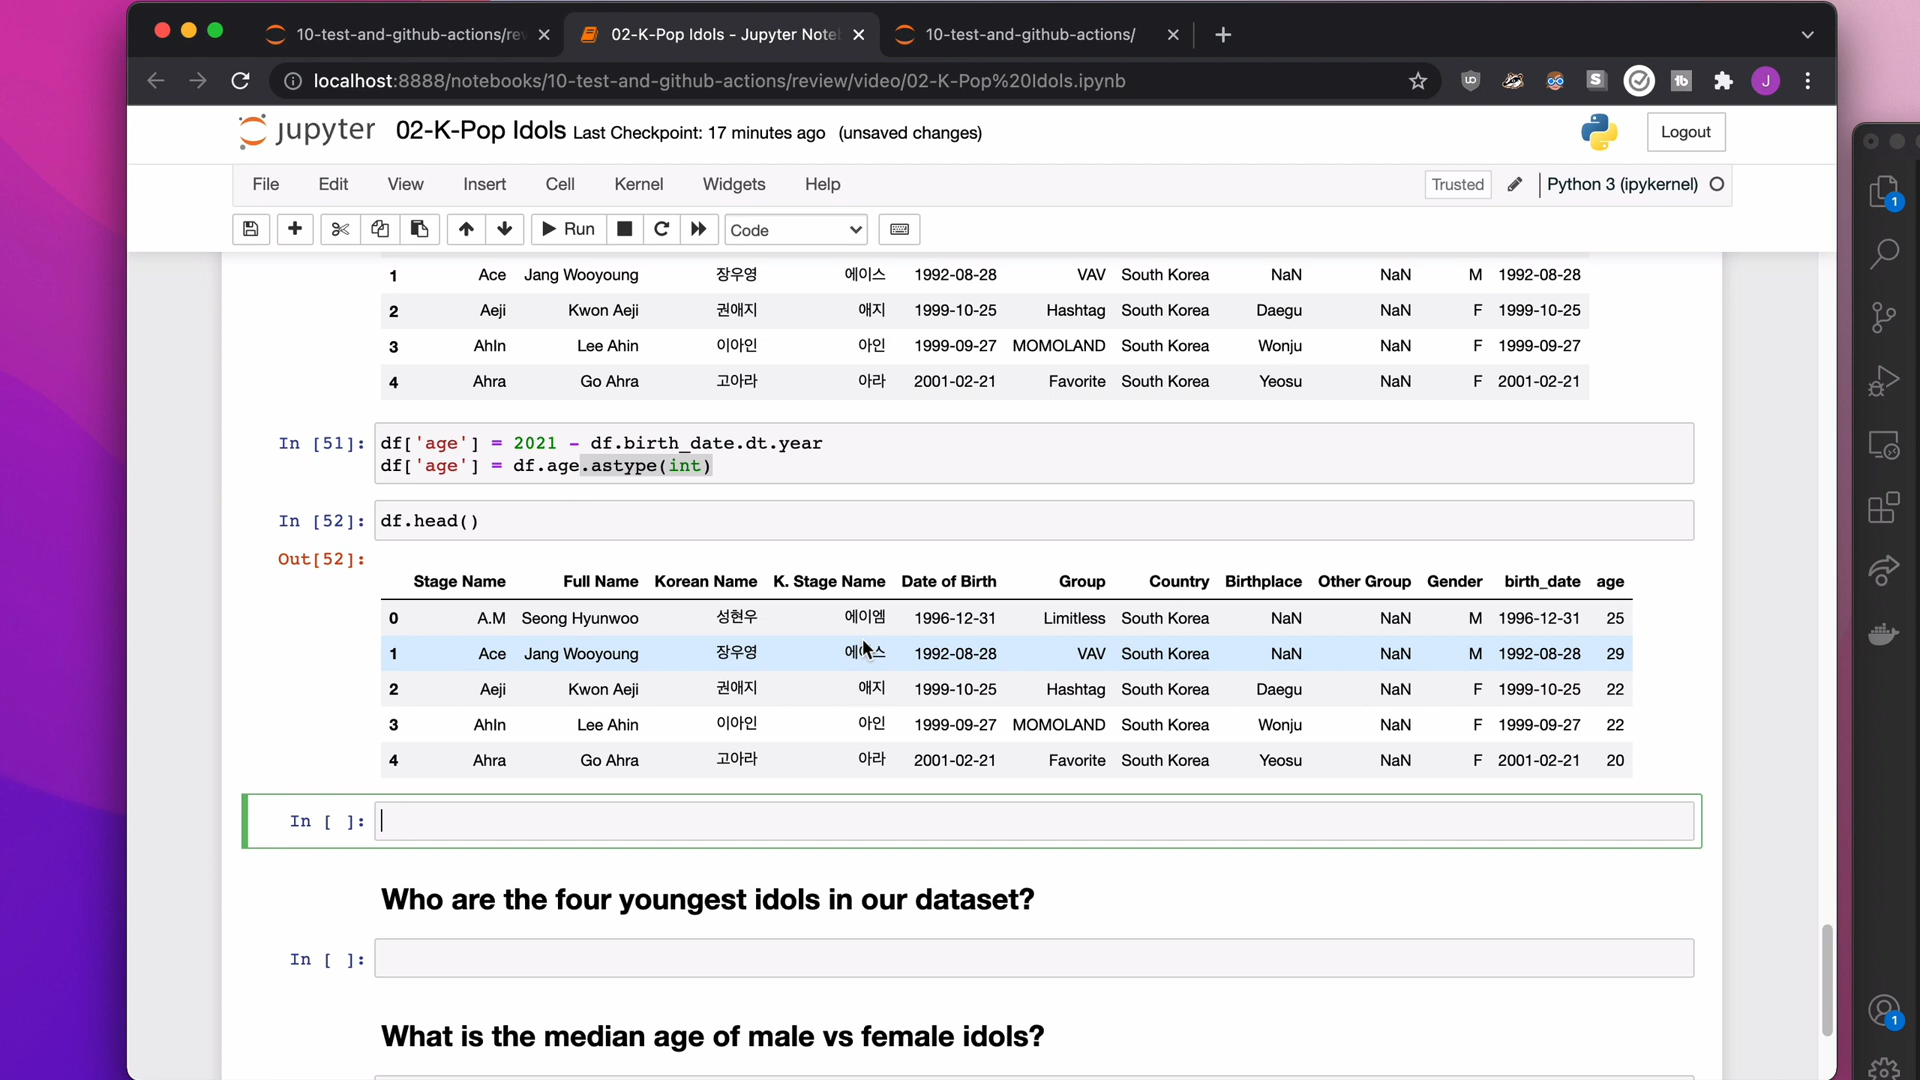 10-test-and-github-actions/rev
02-K-Pop Idols - Jupyter Note
10-test-and-github-actions/
localhost:8888/notebooks/10-test-and-github-actions/review/video/02-K-Pop%20Idols.ipynb
jupyter 02-K-Pop Idols Last Checkpoint: 17 minutes ago (unsaved changes)
Logout
File Edit View Insert Cell Kernel Widgets Help
Trusted Python 3 (ipykernel)
Run Code
1 Ace Jang Wooyoung 장우영 에이스 1992-08-28 VAV South Korea NaN NaN M 1992-08-28
2 Aeji Kwon Aeji 권애지 애지 1999-10-25 Hashtag South Korea Daegu NaN F 1999-10-25
3 AhIn Lee Ahin 이아인 아인 1999-09-27 MOMOLAND South Korea Wonju NaN F 1999-09-27
4 Ahra Go Ahra 고아라 아라 2001-02-21 Favorite South Korea Yeosu NaN F 2001-02-21
In [51]: df['age'] = 2021 - df.birth_date.dt.year
df['age'] = df.age.astype(int)
In [52]: df.head()
Out[52]:
Stage Name Full Name Korean Name K. Stage Name Date of Birth Group Country Birthplace Other Group Gender birth_date age
0 A.M Seong Hyunwoo 성현우 에이엠 1996-12-31 Limitless South Korea NaN NaN M 1996-12-31 25
1 Ace Jang Wooyoung 장우영 에이스 1992-08-28 VAV South Korea NaN NaN M 1992-08-28 29
2 Aeji Kwon Aeji 권애지 애지 1999-10-25 Hashtag South Korea Daegu NaN F 1999-10-25 22
3 AhIn Lee Ahin 이아인 아인 1999-09-27 MOMOLAND South Korea Wonju NaN F 1999-09-27 22
4 Ahra Go Ahra 고아라 아라 2001-02-21 Favorite South Korea Yeosu NaN F 2001-02-21 20
In [ ]:
Who are the four youngest idols in our dataset?
In [ ]:
What is the median age of male vs female idols?